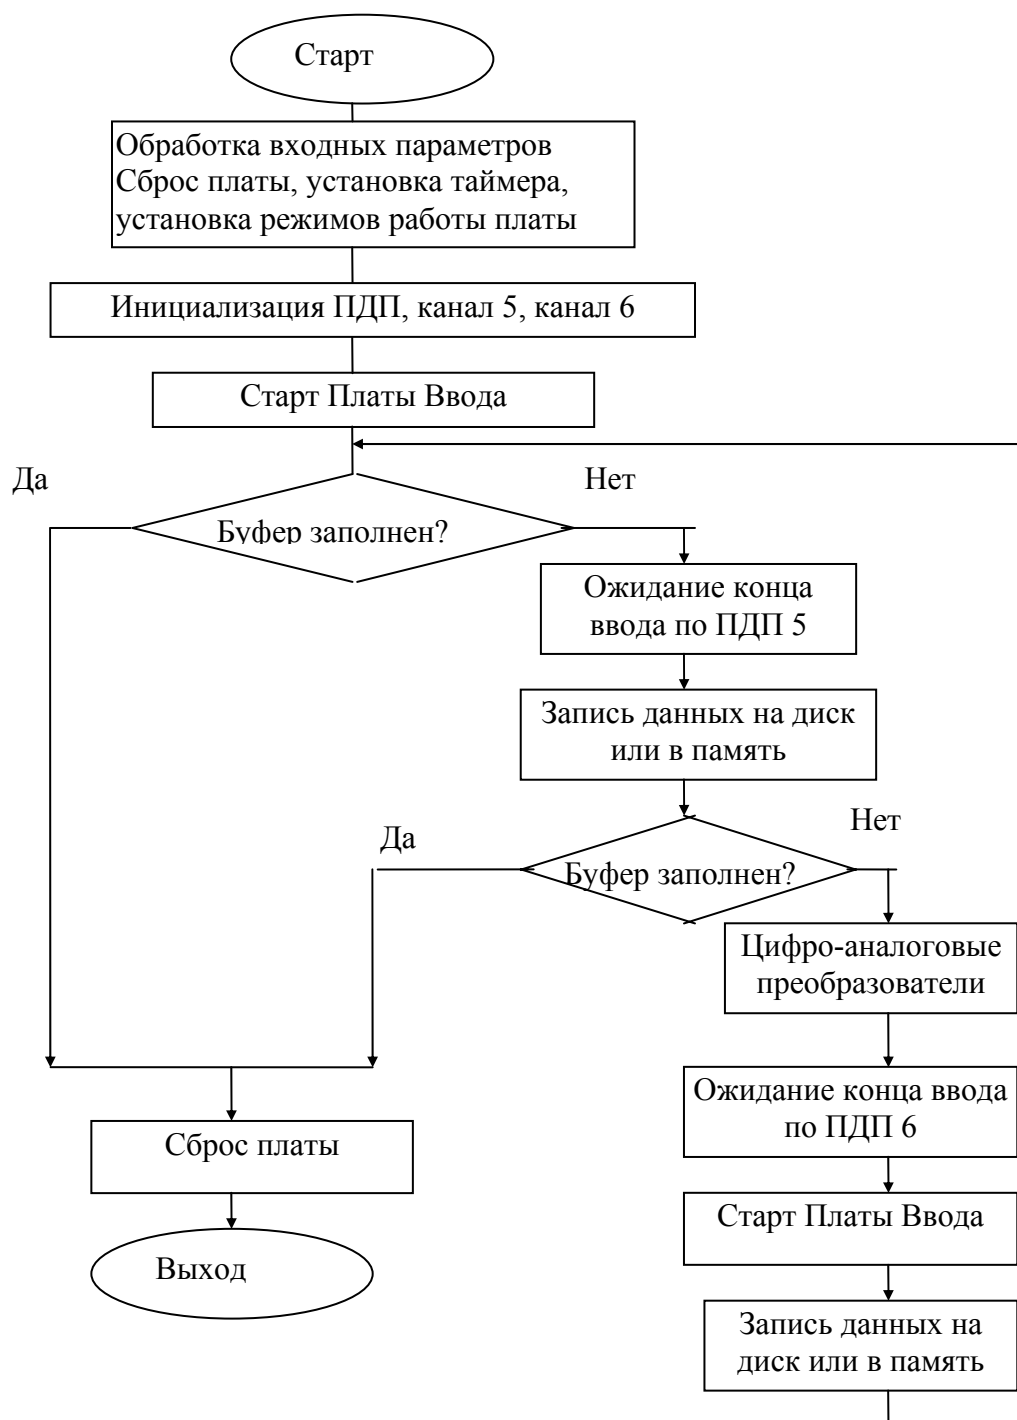 Старт
Обработка входных параметров
Сброс платы, установка таймера,
установка режимов работы платы
Инициализация ПДП, канал 5, канал 6
Старт Платы Ввода
Да
Нет
Буфер заполнен?
Ожидание конца
ввода по ПДП 5
Запись данных на диск
или в память
Да
Нет
Буфер заполнен?
Цифро-аналоговые
преобразователи
Ожидание конца ввода
по ПДП 6
Сброс платы
Старт Платы Ввода
Выход
Запись данных на
диск или в память